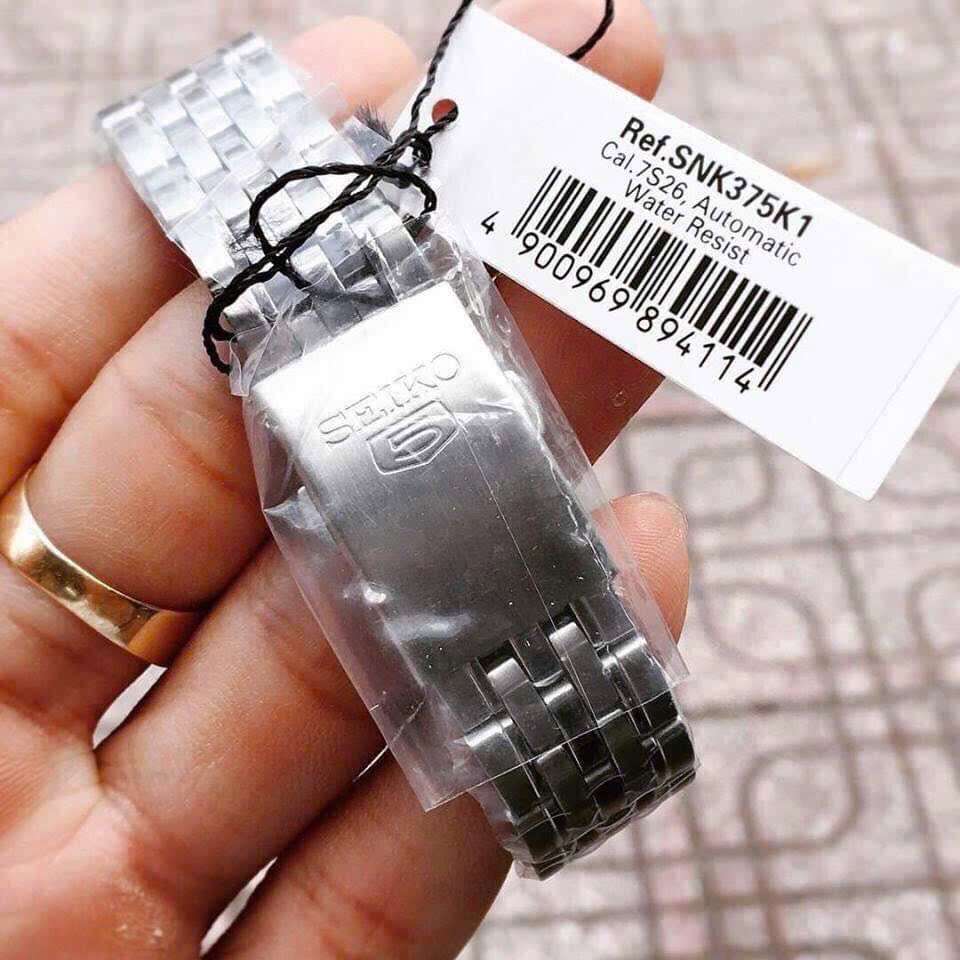 Ref.SNK375K1
Cal.7S26, Automatic
Water Resist
4 900969 894114
SEIKO
5